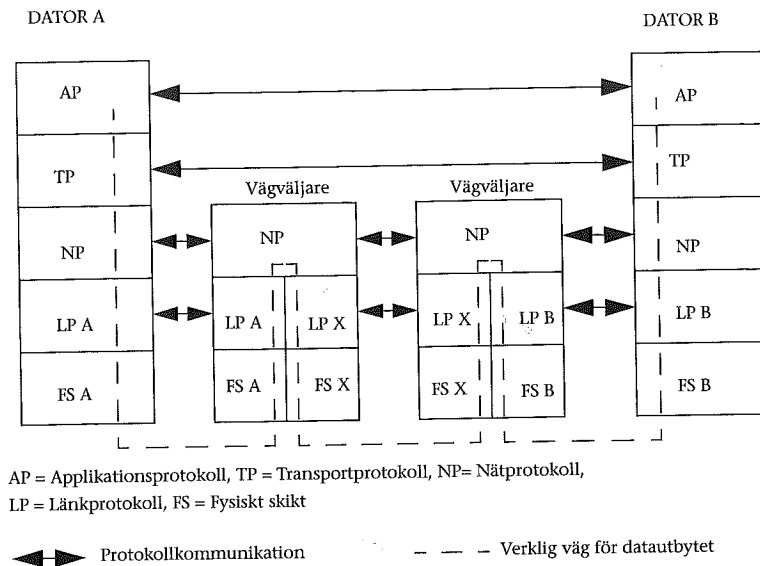 DATOR A DATOR B
AP AP
TP TP
Vägväljare Vägväljare
NP NP NP NP
LP A LP A LP X LP X LP B LP B
FS A FS A FS X FS X FS B FS B
AP = Applikationsprotokoll, TP = Transportprotokoll, NP= Nätprotokoll,
LP = Länkprotokoll, FS = Fysiskt skikt
Protokollkommunikation Verklig väg för datautbytet